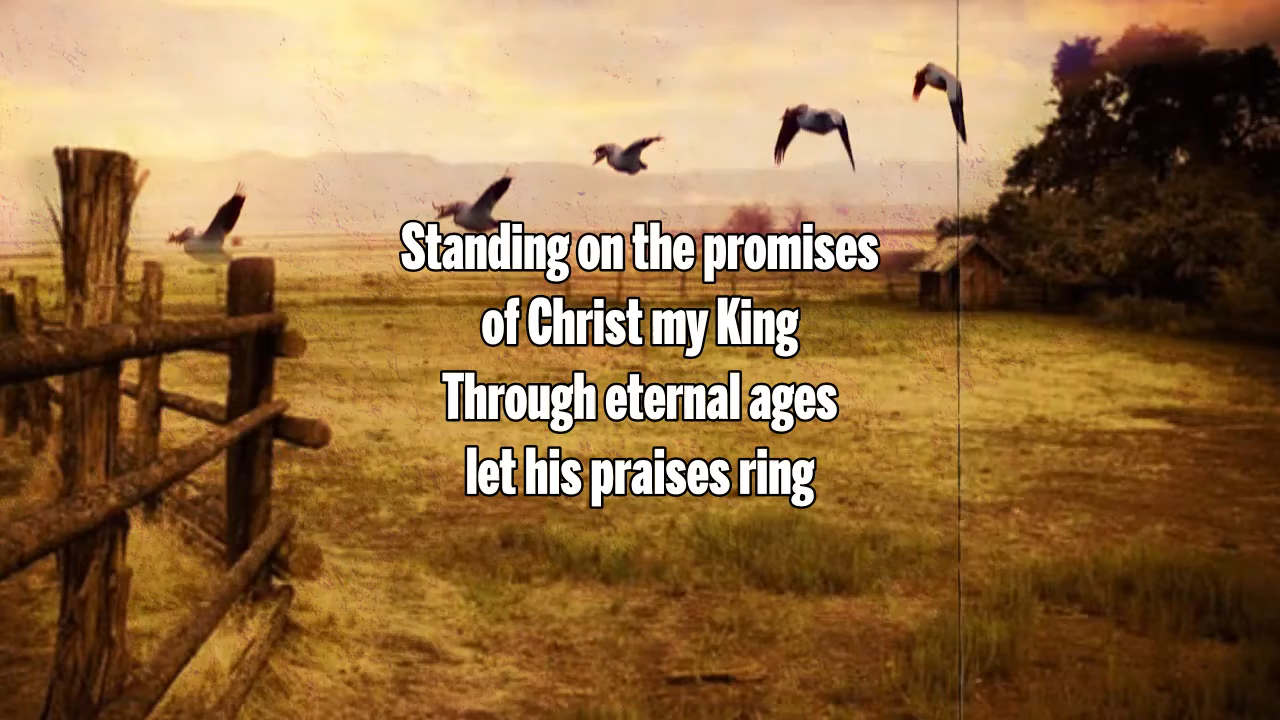 Standing on the promises
of Christ my King
Through eternal ages
let his praises ring